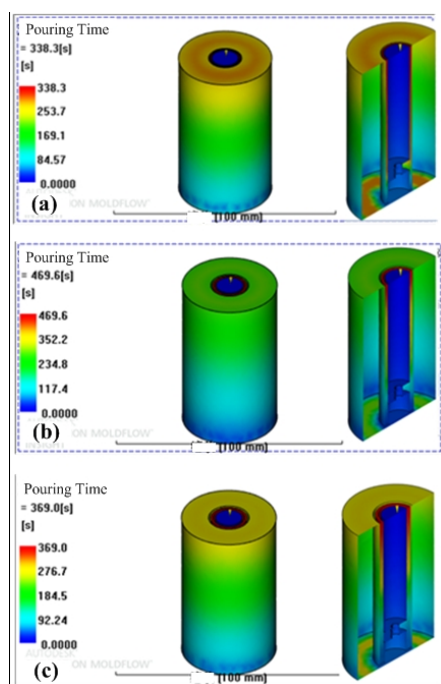 Pouring Time
= 338.3[s]
[s]
338.3
253.7
169.1
84.57
0.0000
ON MOLDFLOW
(a)
[100 mm]
Pouring Time
= 469.6[s]
[s]
469.6
352.2
234.8
117.4
0.0000
ON MOLDFLOW
(b)
[100 mm]
Pouring Time
= 369.0[s]
[s]
369.0
276.7
184.5
92.24
0.0000
AUTODESK
ON MOLDFLOW
(c)
[100 mm]